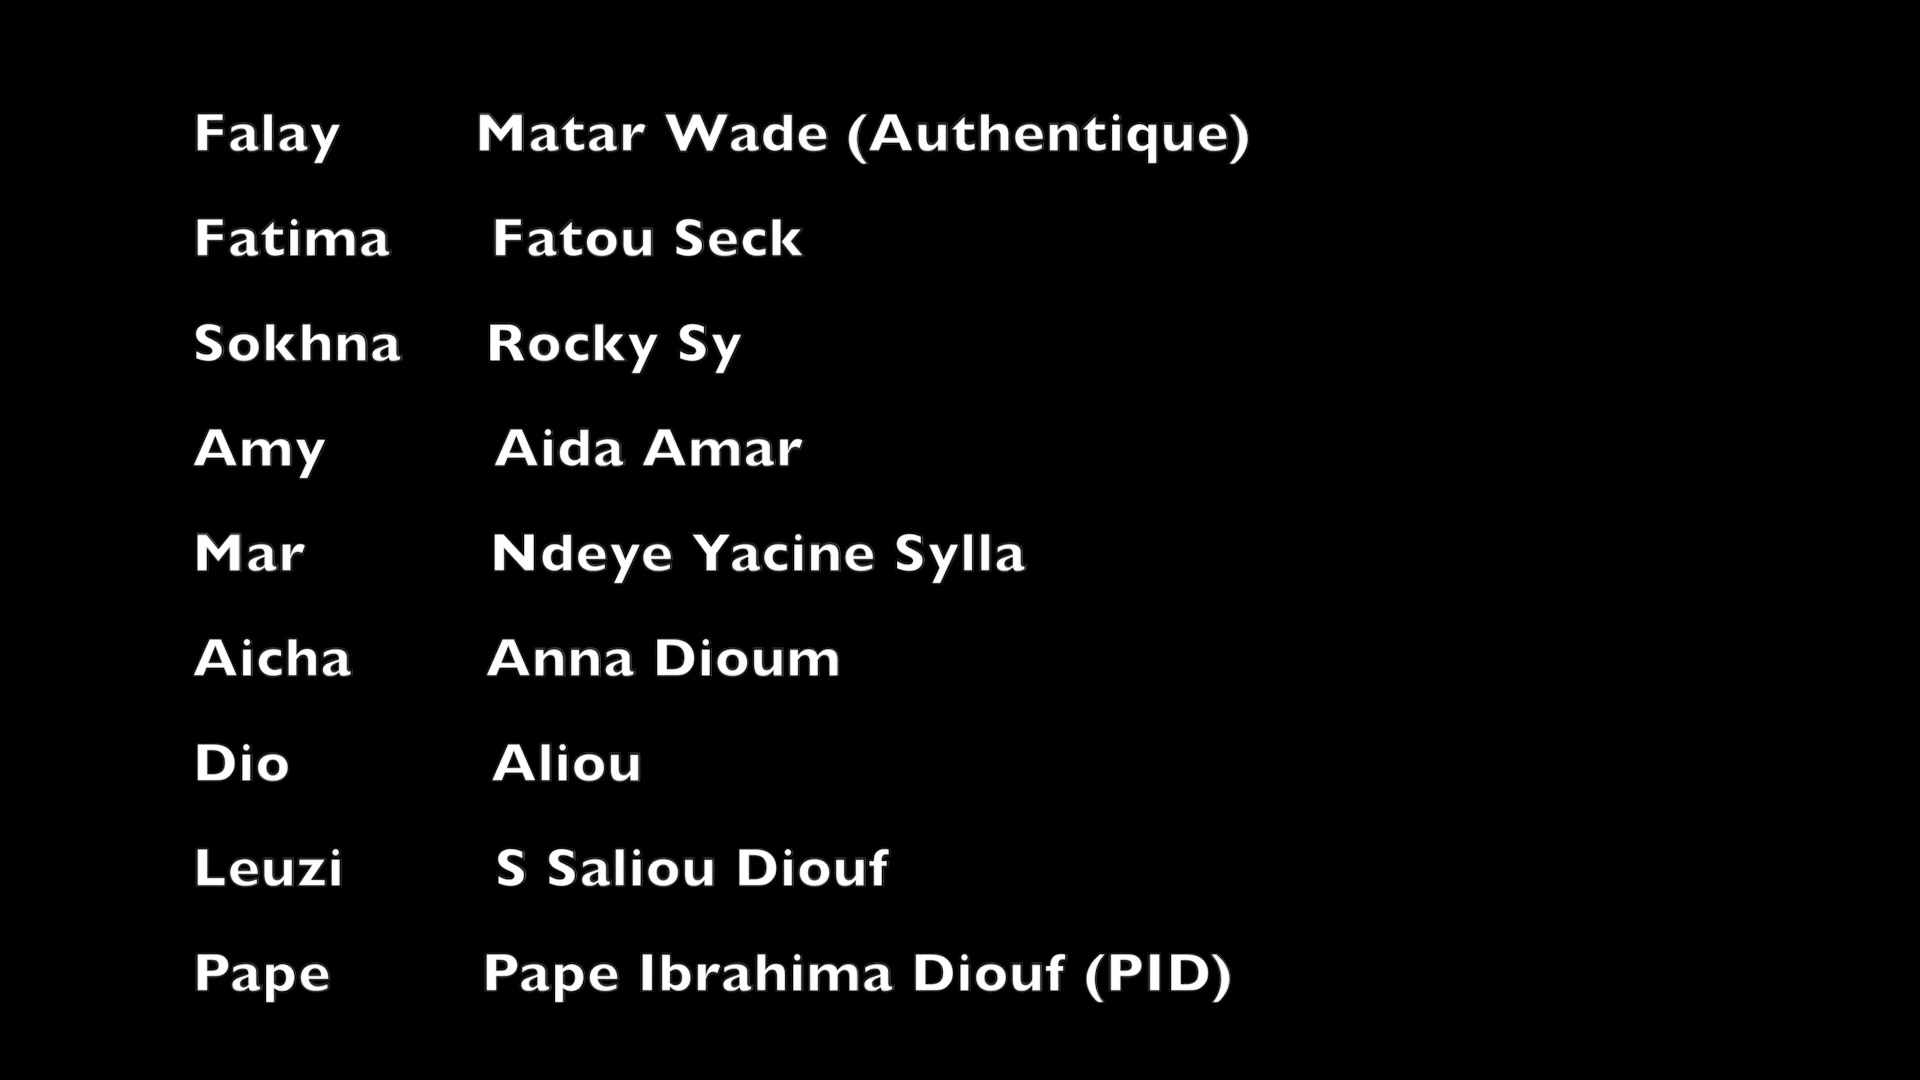 Falay Matar Wade (Authentique)
Fatima Fatou Seck
Sokhna Rocky Sy
Amy Aida Amar
Mar Ndeye Yacine Sylla
Aicha Anna Dioum
Dio Aliou
Leuzi S Saliou Diouf
Pape Pape Ibrahima Diouf (PID)